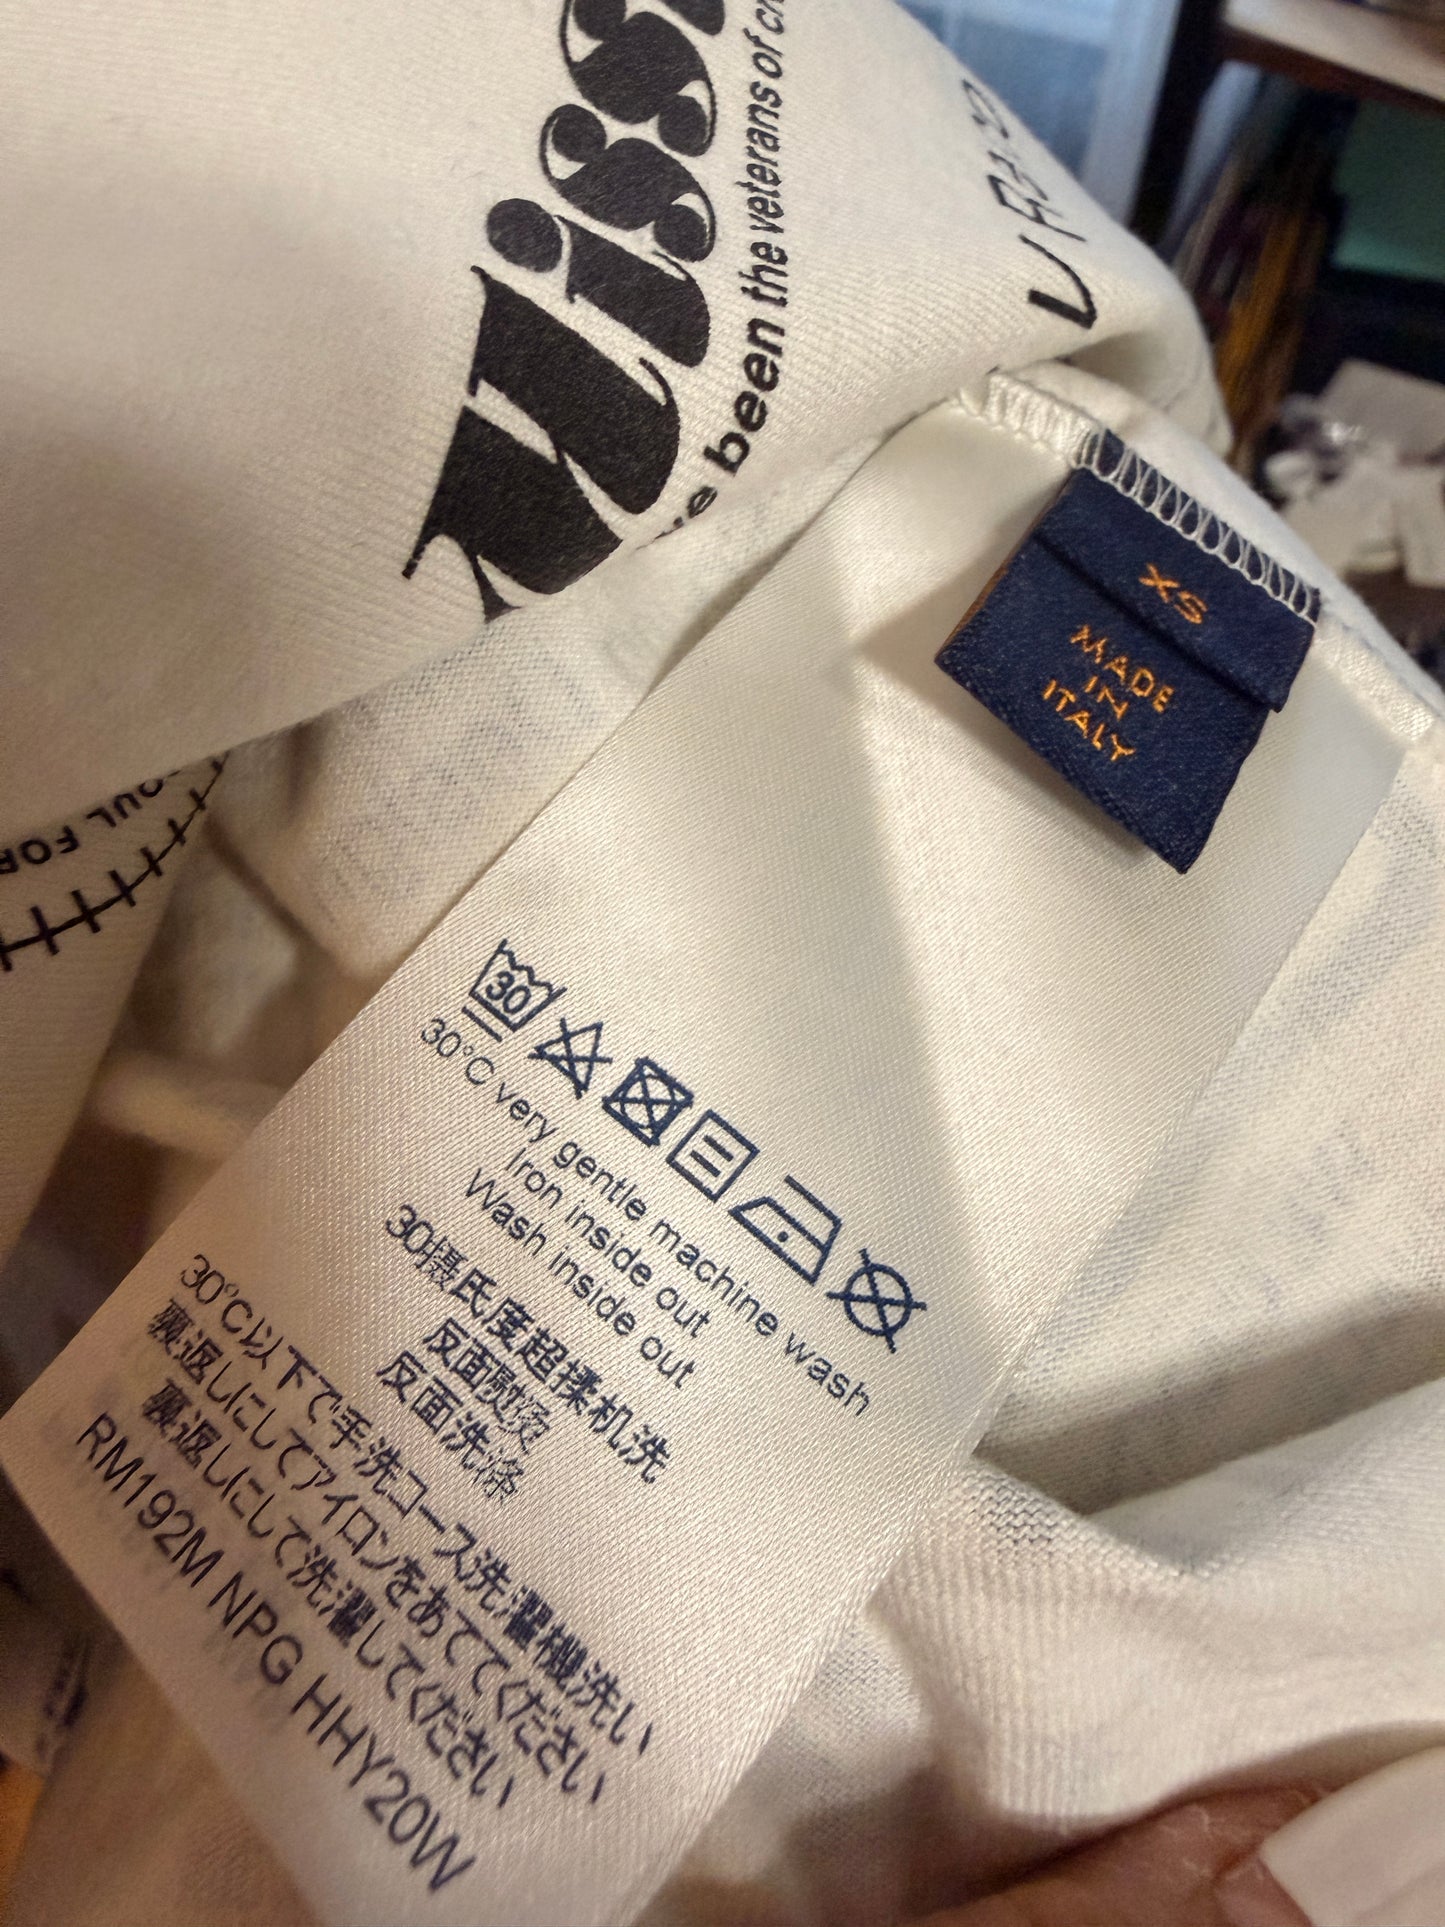 Miss
ve been the veterans of
OUL FOR
XS
MADE
IN
ITALY
30
30°C very gentle machine wash
Iron inside out
Wash inside out
30摄氏度超揉机洗
反面熨烫
反面洗涤
30°C以下で手洗コース洗濯機洗い
裏返しにしてアイロンをあててください
裏返しにして洗濯してください
RM192M NPG HHY20W